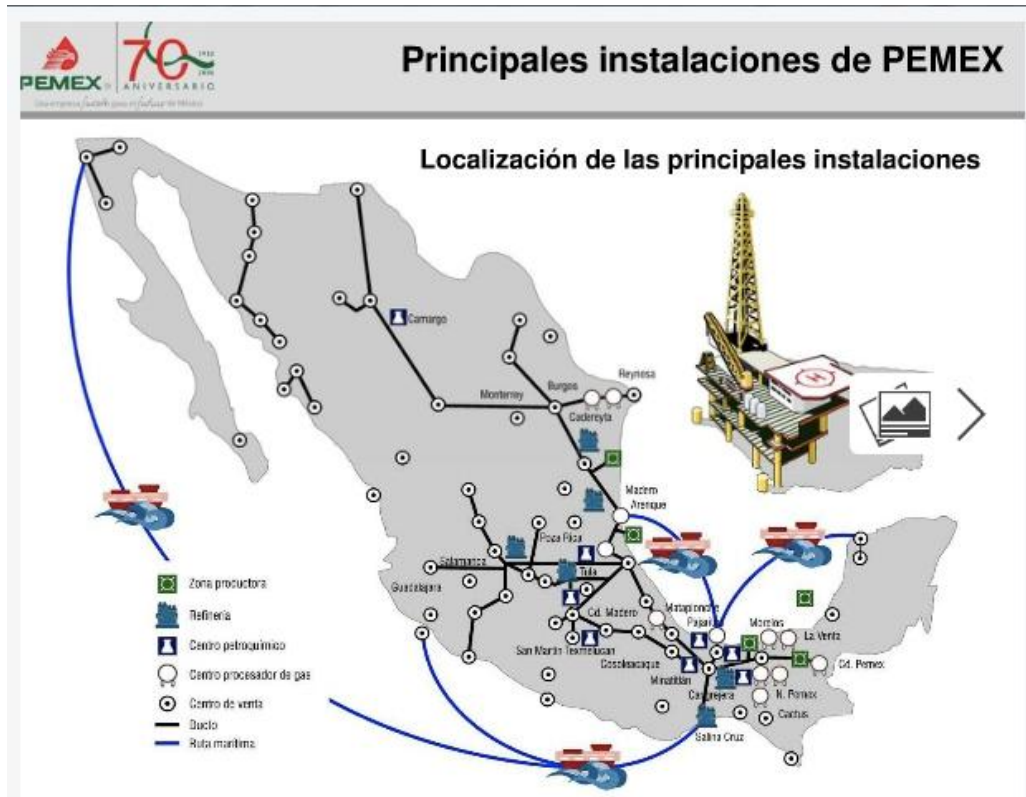 PEMEX
70
1938
2008
ANIVERSARIO
Principales instalaciones de PEMEX
Localización de las principales instalaciones
Camargo
Reynosa
Burgos
Monterrey
Cadereyta
Madero
Arenque
Poza Rica
Salamanca
Tula
Guadalajara
Cd. Madero
Matapionche
Pajaritos
Morelos
La Venta
San Martín Texmelucan
Cosoleacaque
Cd. Pemex
Minatitlán
Cangrejera
N. Pemex
Cactus
Salina Cruz
Zona productora
Refinería
Centro petroquímico
Centro procesador de gas
Centro de venta
Ducto
Ruta marítima
H